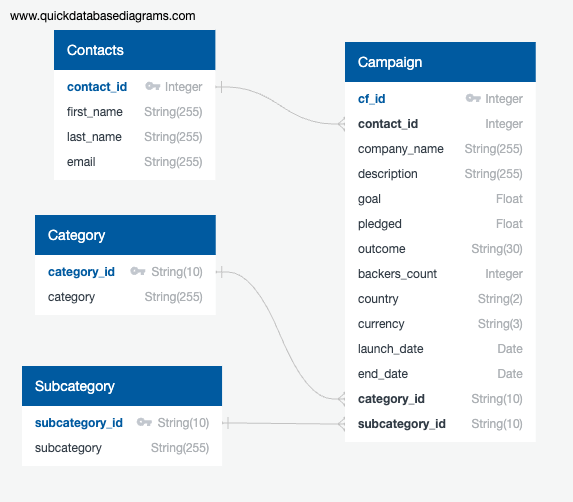 www.quickdatabasediagrams.com
Contacts
contact_id Integer
first_name String(255)
last_name String(255)
email String(255)
Category
category_id String(10)
category String(255)
Subcategory
subcategory_id String(10)
subcategory String(255)
Campaign
cf_id Integer
contact_id Integer
company_name String(255)
description String(255)
goal Float
pledged Float
outcome String(30)
backers_count Integer
country String(2)
currency String(3)
launch_date Date
end_date Date
category_id String(10)
subcategory_id String(10)